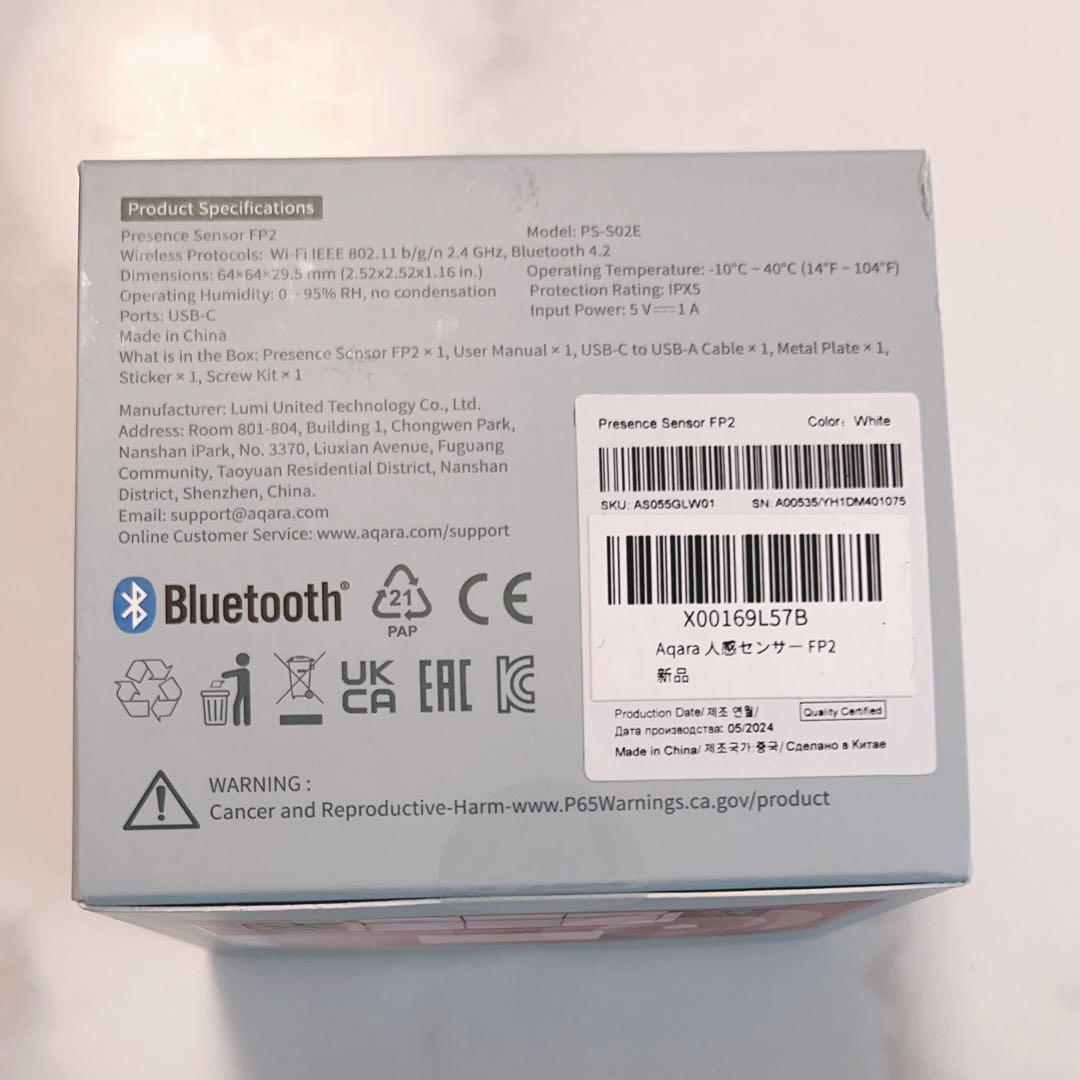 Product Specifications
Presence Sensor FP2
Model: PS-S02E
Wireless Protocols: Wi-Fi IEEE 802.11 b/g/n 2.4 GHz, Bluetooth 4.2
Dimensions: 64×64×29.5 mm (2.52x2.52x1.16 in.)
Operating Temperature: -10°C ~ 40°C (14°F ~ 104°F)
Operating Humidity: 0 ~ 95% RH, no condensation
Protection Rating: IPX5
Ports: USB-C
Input Power: 5 V⎓1 A
Made in China
What is in the Box: Presence Sensor FP2 × 1, User Manual × 1, USB-C to USB-A Cable × 1, Metal Plate × 1,
Sticker × 1, Screw Kit × 1
Manufacturer: Lumi United Technology Co., Ltd.
Address: Room 801-804, Building 1, Chongwen Park,
Nanshan iPark, No. 3370, Liuxian Avenue, Fuguang
Community, Taoyuan Residential District, Nanshan
District, Shenzhen, China.
Email: support@aqara.com
Online Customer Service: www.aqara.com/support
Bluetooth®
21
PAP
CE
UK
CA
EAC
KC
WARNING :
Cancer and Reproductive-Harm-www.P65Warnings.ca.gov/product
Presence Sensor FP2
Color: White
SKU: AS055GLW01
SN: A00535/YH1DM401075
X00169L57B
Aqara 人感センサー FP2
新品
Production Date/ 제조 연월/
Quality Certified
Дата производства: 05/2024
Made in China/ 제조국가:중국/ Сделано в Китае